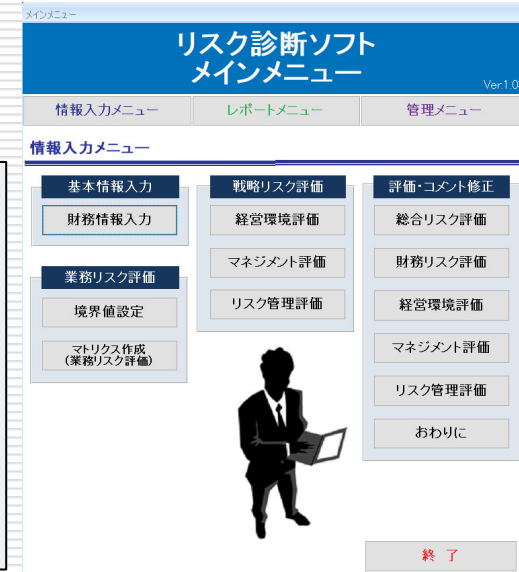 メインメニュー
リスク診断ソフト
メインメニュー
Ver.1.0
情報入力メニュー
レポートメニュー
管理メニュー
情報入力メニュー
基本情報入力
財務情報入力
業務リスク評価
境界値設定
マトリクス作成
(業務リスク評価)
戦略リスク評価
経営環境評価
マネジメント評価
リスク管理評価
評価・コメント修正
総合リスク評価
財務リスク評価
経営環境評価
マネジメント評価
リスク管理評価
おわりに
終 了